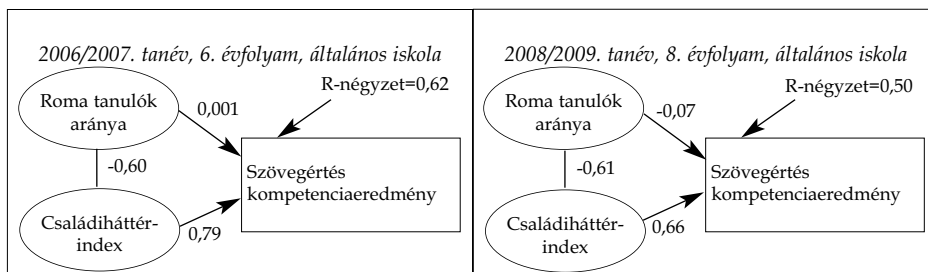 2006/2007. tanév, 6. évfolyam, általános iskola
R-négyzet=0,62
Roma tanulók
aránya
0,001
-0,60
Szövegértés
kompetenciaeredmény
Családiháttér-
index
0,79
2008/2009. tanév, 8. évfolyam, általános iskola
R-négyzet=0,50
Roma tanulók
aránya
-0,07
-0,61
Szövegértés
kompetenciaeredmény
Családiháttér-
index
0,66